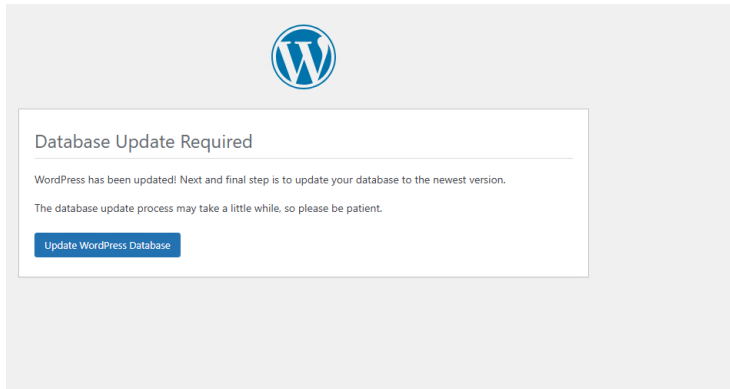 Database Update Required
WordPress has been updated! Next and final step is to update your database to the newest version.
The database update process may take a little while, so please be patient.
Update WordPress Database